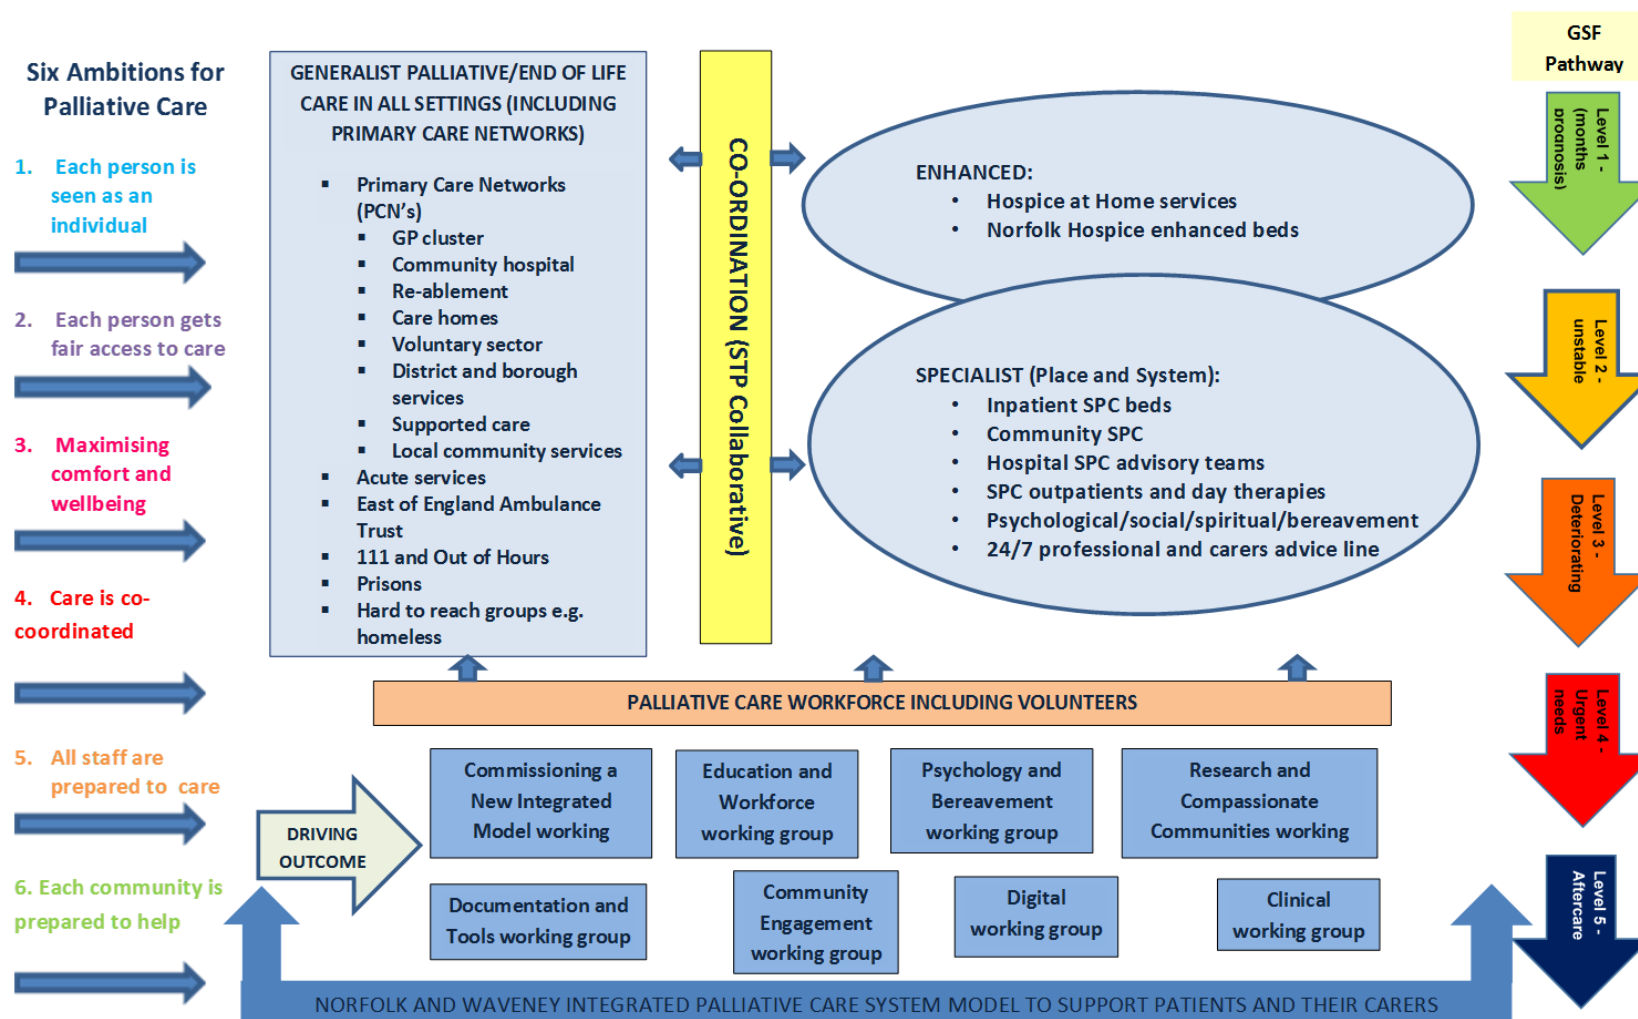 Six Ambitions for
Palliative Care
1. Each person is
seen as an
individual
2. Each person gets
fair access to care
3. Maximising
comfort and
wellbeing
4. Care is co-
coordinated
5. All staff are
prepared to care
6. Each community is
prepared to help
GENERALIST PALLIATIVE/END OF LIFE
CARE IN ALL SETTINGS (INCLUDING
PRIMARY CARE NETWORKS)
▪ Primary Care Networks
(PCN's)
▪ GP cluster
▪ Community hospital
▪ Re-ablement
▪ Care homes
▪ Voluntary sector
▪ District and borough
services
▪ Supported care
▪ Local community services
▪ Acute services
▪ East of England Ambulance
Trust
▪ 111 and Out of Hours
▪ Prisons
▪ Hard to reach groups e.g.
homeless
CO-ORDINATION (STP Collaborative)
ENHANCED:
• Hospice at Home services
• Norfolk Hospice enhanced beds
SPECIALIST (Place and System):
• Inpatient SPC beds
• Community SPC
• Hospital SPC advisory teams
• SPC outpatients and day therapies
• Psychological/social/spiritual/bereavement
• 24/7 professional and carers advice line
GSF
Pathway
Level 1 -
(months
prognosis)
Level 2 -
unstable
Level 3 -
Deteriorating
Level 4 -
Urgent
needs
Level 5 -
Aftercare
PALLIATIVE CARE WORKFORCE INCLUDING VOLUNTEERS
DRIVING
OUTCOME
Commissioning a
New Integrated
Model working
Education and
Workforce
working group
Psychology and
Bereavement
working group
Research and
Compassionate
Communities working
Documentation and
Tools working group
Community
Engagement
working group
Digital
working group
Clinical
working group
NORFOLK AND WAVENEY INTEGRATED PALLIATIVE CARE SYSTEM MODEL TO SUPPORT PATIENTS AND THEIR CARERS